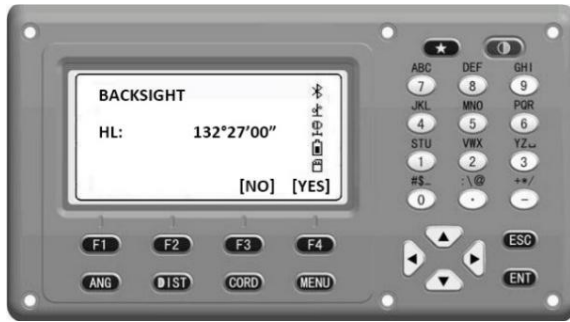 BACKSIGHT
HL: 132°27'00"
[NO] [YES]
F1 F2 F3 F4
ANG DIST CORD MENU
ABC DEF GHI
7 8 9
JKL MNO PQR
4 5 6
STU VWX YZ␣
1 2 3
#$_ :\@ +*/
0 . -
ESC
ENT